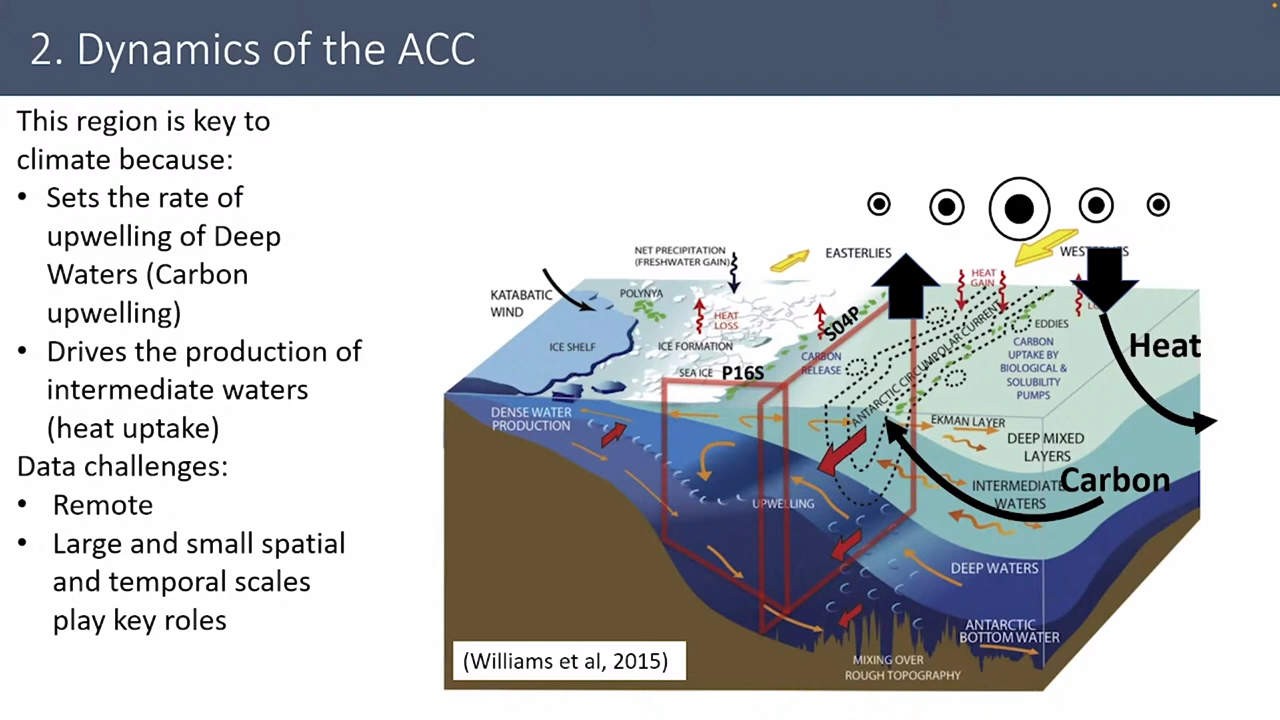 2. Dynamics of the ACC
This region is key to
climate because:
• Sets the rate of
upwelling of Deep
Waters (Carbon
upwelling)
• Drives the production of
intermediate waters
(heat uptake)
Data challenges:
• Remote
• Large and small spatial
and temporal scales
play key roles
NET PRECIPITATION
(FRESHWATER GAIN)
EASTERLIES
KATABATIC
WIND
POLYNYA
HEAT
GAIN
HEAT
LOSS
ICE SHELF
ICE FORMATION
SEA ICE
P16S
S04P
CARBON
RELEASE
ANTARCTIC CIRCUMPOLAR CURRENT
EDDIES
CARBON
UPTAKE BY
BIOLOGICAL &
SOLUBILITY
PUMPS
Heat
DENSE WATER
PRODUCTION
EKMAN LAYER
DEEP MIXED
LAYERS
INTERMEDIATE
WATERS
Carbon
UPWELLING
DEEP WATERS
ANTARCTIC
BOTTOM WATER
MIXING OVER
ROUGH TOPOGRAPHY
(Williams et al, 2015)